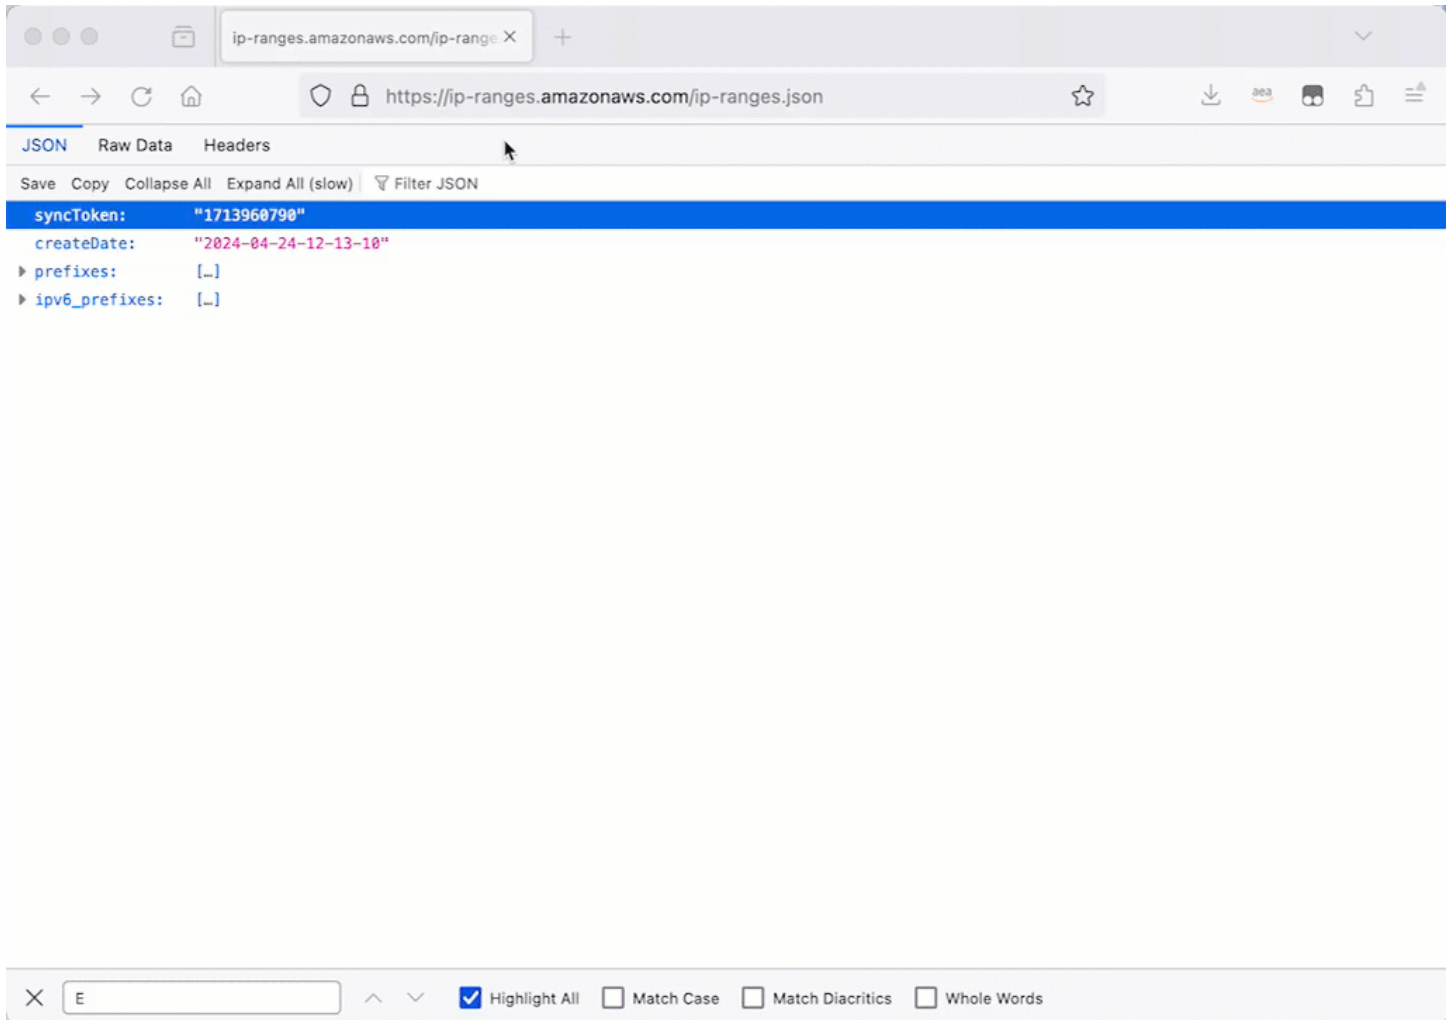 ip-ranges.amazonaws.com/ip-range
https://ip-ranges.amazonaws.com/ip-ranges.json
aea
JSON Raw Data Headers
Save Copy Collapse All Expand All (slow) Filter JSON
syncToken: "1713960790"
createDate: "2024-04-24-12-13-10"
prefixes: […]
ipv6_prefixes: […]
E Highlight All Match Case Match Diacritics Whole Words